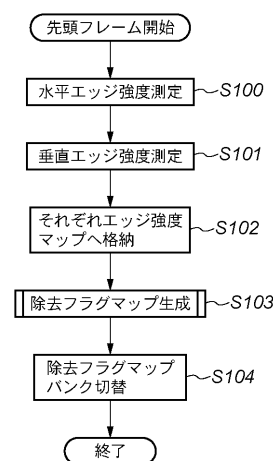 先頭フレーム開始
水平エッジ強度測定
S100
垂直エッジ強度測定
S101
それぞれエッジ強度
マップへ格納
S102
除去フラグマップ生成
S103
除去フラグマップ
バンク切替
S104
終了